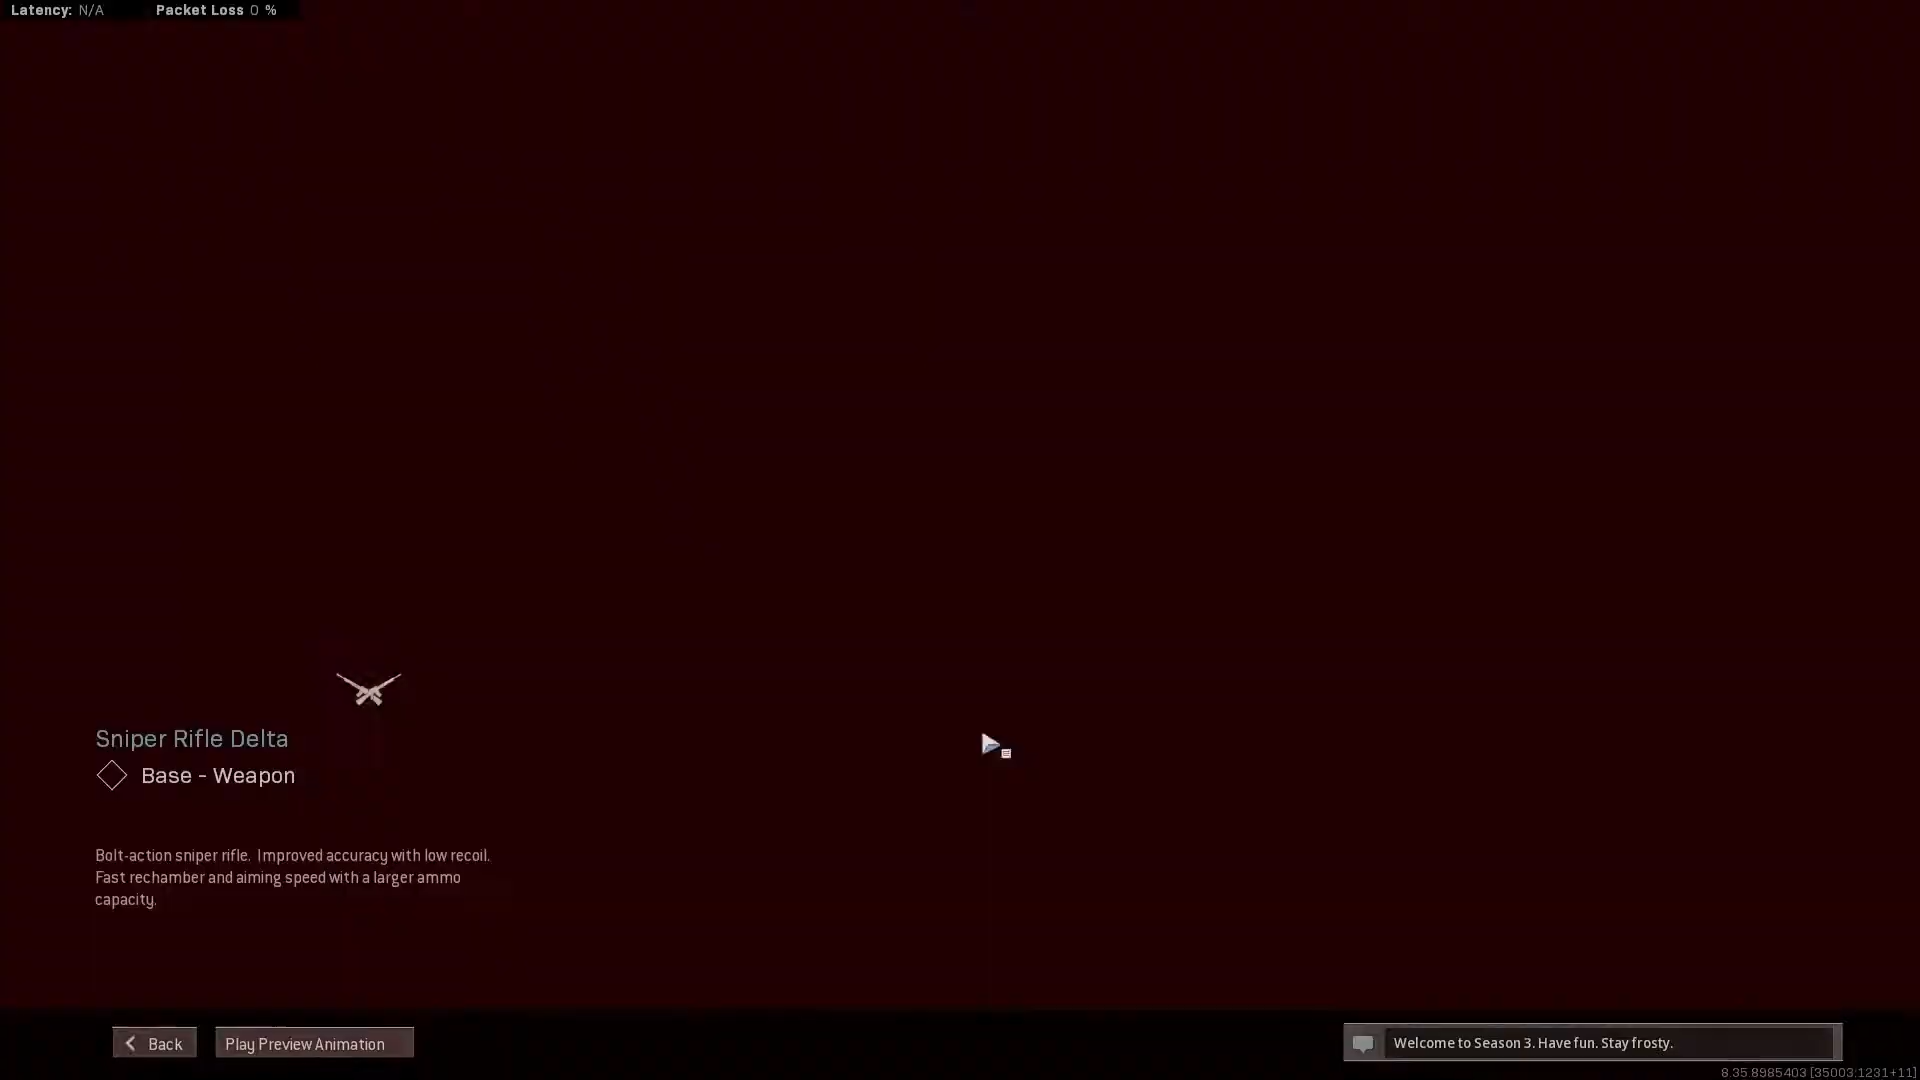 Latency: N/A Packet Loss 0 %
Sniper Rifle Delta
Base - Weapon
Bolt-action sniper rifle. Improved accuracy with low recoil.
Fast rechamber and aiming speed with a larger ammo
capacity.
Back Play Preview Animation Welcome to Season 3. Have fun. Stay frosty.
8.35.8985403 [35003:1231+11]